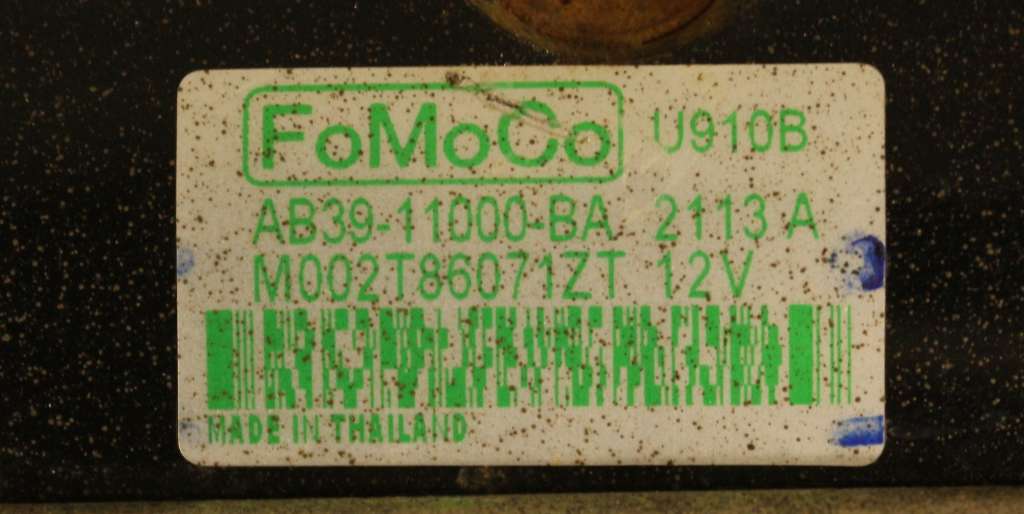 FoMoCo U910B
AB39-11000-BA 2113 A
M002T86071ZT 12V
MADE IN THAILAND